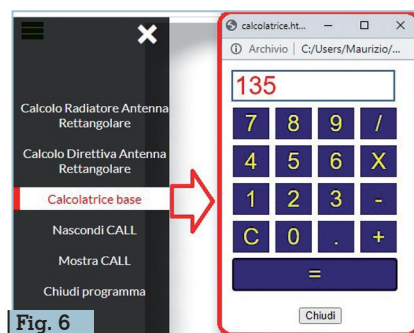 Calcolo Radiatore Antenna
Rettangolare
Calcolo Direttiva Antenna
Rettangolare
Calcolatrice base
Nascondi CALL
Mostra CALL
Chiudi programma
Fig. 6
calcolatrice.ht...
Archivio | C:/Users/Maurizio/...
135
7 8 9 /
4 5 6 X
1 2 3 -
C 0 . +
=
Chiudi